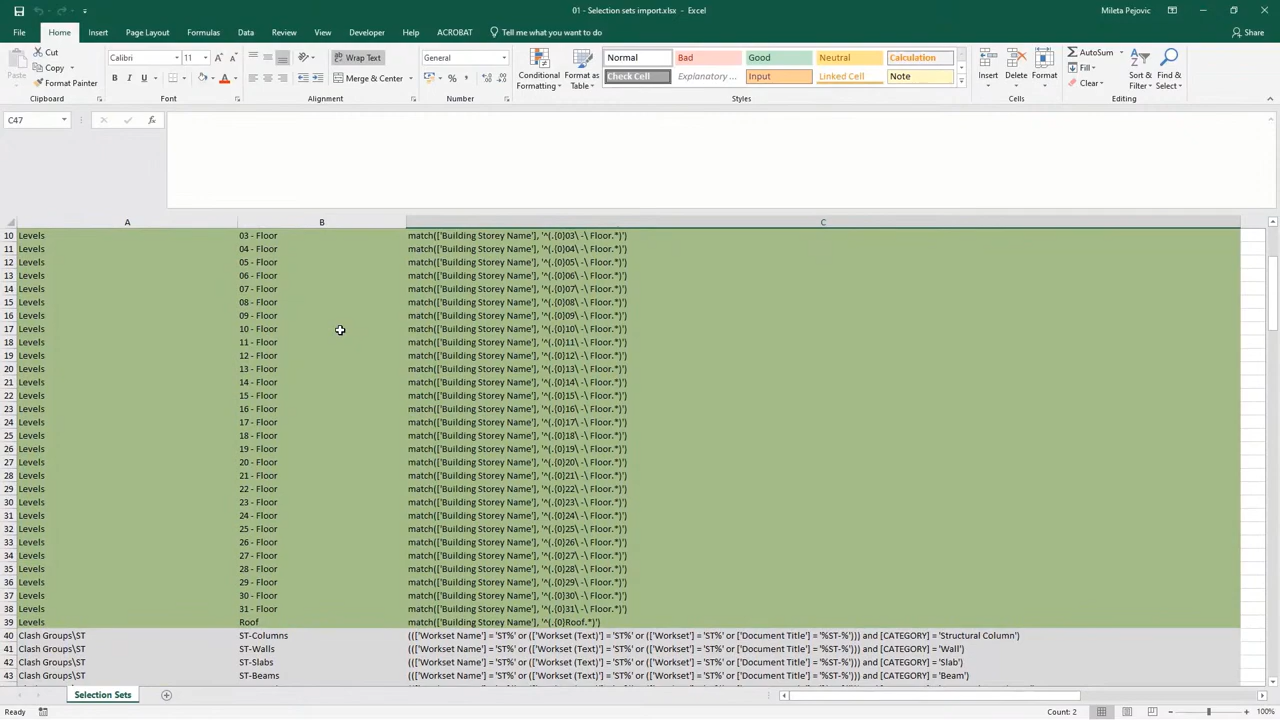 01 - Selection sets import.xlsx - Excel
Mileta Pejovic
File Home Insert Page Layout Formulas Data Review View Developer Help ACROBAT Tell me what you want to do Share
Paste Cut Copy Format Painter
Calibri 11 Wrap Text Merge & Center General
Conditional Formatting Format as Table
Normal Bad Good Neutral Calculation
Check Cell Explanatory ... Input Linked Cell Note
Insert Delete Format
AutoSum Fill Clear Sort & Filter Find & Select
Clipboard Font Alignment Number Styles Cells Editing
C47
A B C
10 Levels 03 - Floor match(['Building Storey Name'], '^(.{0}03\ -\ Floor.*)')
11 Levels 04 - Floor match(['Building Storey Name'], '^(.{0}04\ -\ Floor.*)')
12 Levels 05 - Floor match(['Building Storey Name'], '^(.{0}05\ -\ Floor.*)')
13 Levels 06 - Floor match(['Building Storey Name'], '^(.{0}06\ -\ Floor.*)')
14 Levels 07 - Floor match(['Building Storey Name'], '^(.{0}07\ -\ Floor.*)')
15 Levels 08 - Floor match(['Building Storey Name'], '^(.{0}08\ -\ Floor.*)')
16 Levels 09 - Floor match(['Building Storey Name'], '^(.{0}09\ -\ Floor.*)')
17 Levels 10 - Floor match(['Building Storey Name'], '^(.{0}10\ -\ Floor.*)')
18 Levels 11 - Floor match(['Building Storey Name'], '^(.{0}11\ -\ Floor.*)')
19 Levels 12 - Floor match(['Building Storey Name'], '^(.{0}12\ -\ Floor.*)')
20 Levels 13 - Floor match(['Building Storey Name'], '^(.{0}13\ -\ Floor.*)')
21 Levels 14 - Floor match(['Building Storey Name'], '^(.{0}14\ -\ Floor.*)')
22 Levels 15 - Floor match(['Building Storey Name'], '^(.{0}15\ -\ Floor.*)')
23 Levels 16 - Floor match(['Building Storey Name'], '^(.{0}16\ -\ Floor.*)')
24 Levels 17 - Floor match(['Building Storey Name'], '^(.{0}17\ -\ Floor.*)')
25 Levels 18 - Floor match(['Building Storey Name'], '^(.{0}18\ -\ Floor.*)')
26 Levels 19 - Floor match(['Building Storey Name'], '^(.{0}19\ -\ Floor.*)')
27 Levels 20 - Floor match(['Building Storey Name'], '^(.{0}20\ -\ Floor.*)')
28 Levels 21 - Floor match(['Building Storey Name'], '^(.{0}21\ -\ Floor.*)')
29 Levels 22 - Floor match(['Building Storey Name'], '^(.{0}22\ -\ Floor.*)')
30 Levels 23 - Floor match(['Building Storey Name'], '^(.{0}23\ -\ Floor.*)')
31 Levels 24 - Floor match(['Building Storey Name'], '^(.{0}24\ -\ Floor.*)')
32 Levels 25 - Floor match(['Building Storey Name'], '^(.{0}25\ -\ Floor.*)')
33 Levels 26 - Floor match(['Building Storey Name'], '^(.{0}26\ -\ Floor.*)')
34 Levels 27 - Floor match(['Building Storey Name'], '^(.{0}27\ -\ Floor.*)')
35 Levels 28 - Floor match(['Building Storey Name'], '^(.{0}28\ -\ Floor.*)')
36 Levels 29 - Floor match(['Building Storey Name'], '^(.{0}29\ -\ Floor.*)')
37 Levels 30 - Floor match(['Building Storey Name'], '^(.{0}30\ -\ Floor.*)')
38 Levels 31 - Floor match(['Building Storey Name'], '^(.{0}31\ -\ Floor.*)')
39 Levels Roof match(['Building Storey Name'], '^(.{0}Roof.*)')
40 Clash Groups\ST ST-Columns ((['Workset Name'] = 'ST%' or (['Workset (Text)'] = 'ST%' or (['Workset'] = 'ST%' or ['Document Title'] = '%ST-%'))) and [CATEGORY] = 'Structural Column')
41 Clash Groups\ST ST-Walls ((['Workset Name'] = 'ST%' or (['Workset (Text)'] = 'ST%' or (['Workset'] = 'ST%' or ['Document Title'] = '%ST-%'))) and [CATEGORY] = 'Wall')
42 Clash Groups\ST ST-Slabs ((['Workset Name'] = 'ST%' or (['Workset (Text)'] = 'ST%' or (['Workset'] = 'ST%' or ['Document Title'] = '%ST-%'))) and [CATEGORY] = 'Slab')
43 Clash Groups\ST ST-Beams ((['Workset Name'] = 'ST%' or (['Workset (Text)'] = 'ST%' or (['Workset'] = 'ST%' or ['Document Title'] = '%ST-%'))) and [CATEGORY] = 'Beam')
Selection Sets
Count: 2 100%